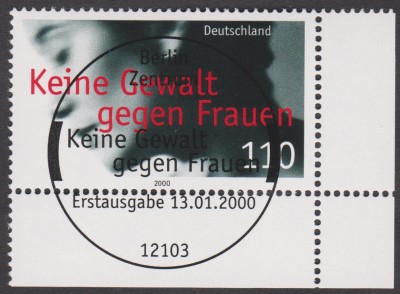 Deutschland
Berlin
Zentrum
Keine Gewalt
gegen Frauen
Keine Gewalt
gegen Frauen
110
2000
Erstausgabe 13.01.2000
12103